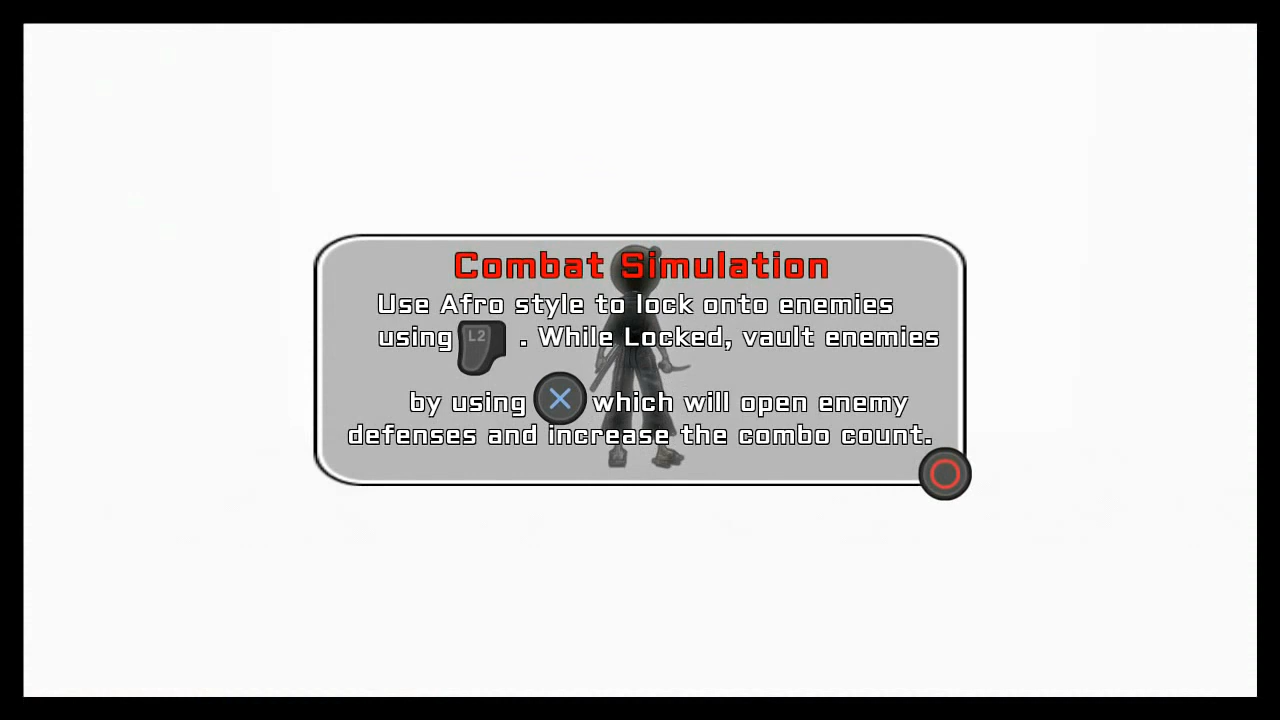 Combat Simulation
Use Afro style to lock onto enemies
using L2 . While Locked, vault enemies
by using X which will open enemy
defenses and increase the combo count.